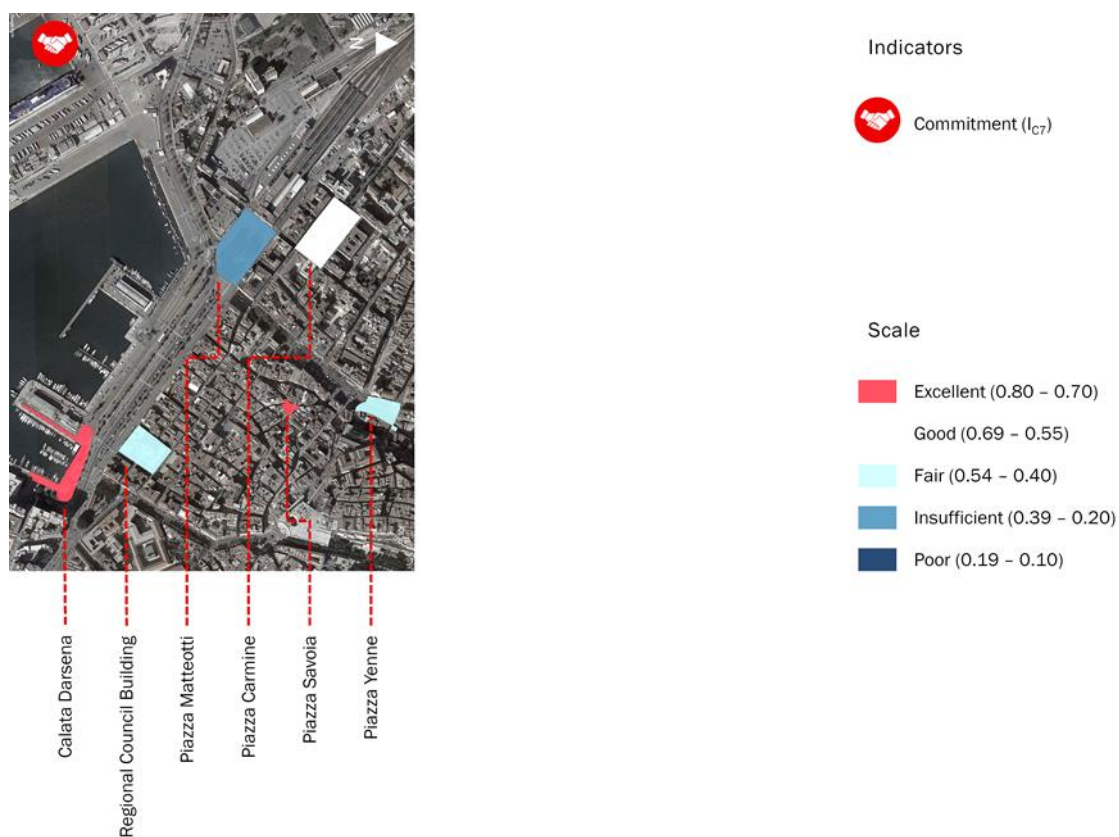 N
Indicators
Commitment (IC7)
Scale
Excellent (0.80 – 0.70)
Good (0.69 – 0.55)
Fair (0.54 – 0.40)
Insufficient (0.39 – 0.20)
Poor (0.19 – 0.10)
Calata Darsena
Regional Council Building
Piazza Matteotti
Piazza Carmine
Piazza Savoia
Piazza Yenne